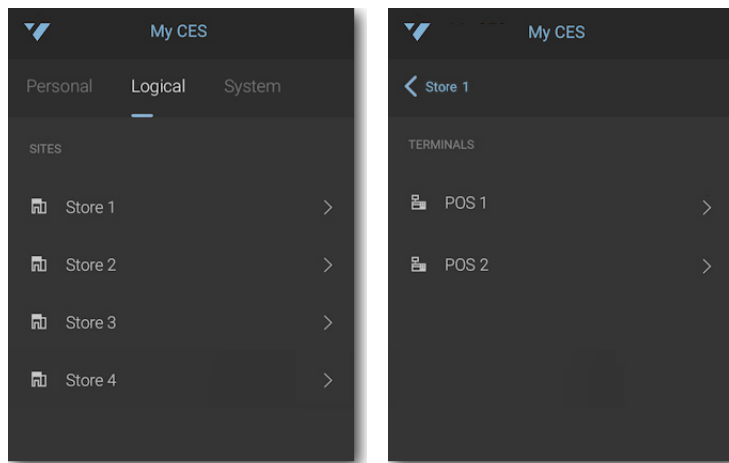 My CES
Personal Logical System
SITES
Store 1
Store 2
Store 3
Store 4
My CES
Store 1
TERMINALS
POS 1
POS 2